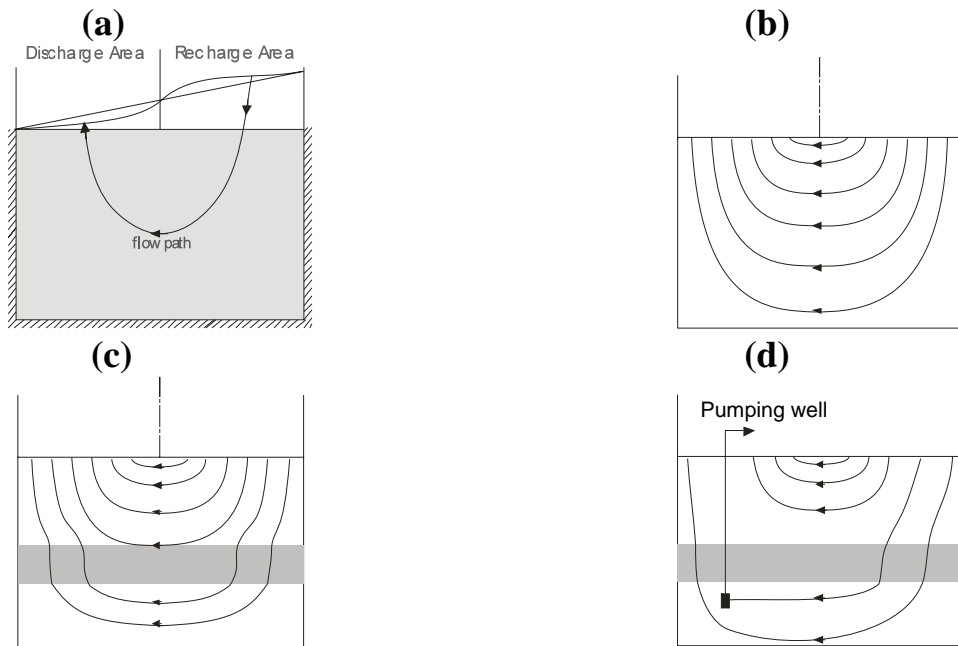 (a)
Discharge Area
Recharge Area
flow path
(b)
(c)
(d)
Pumping well